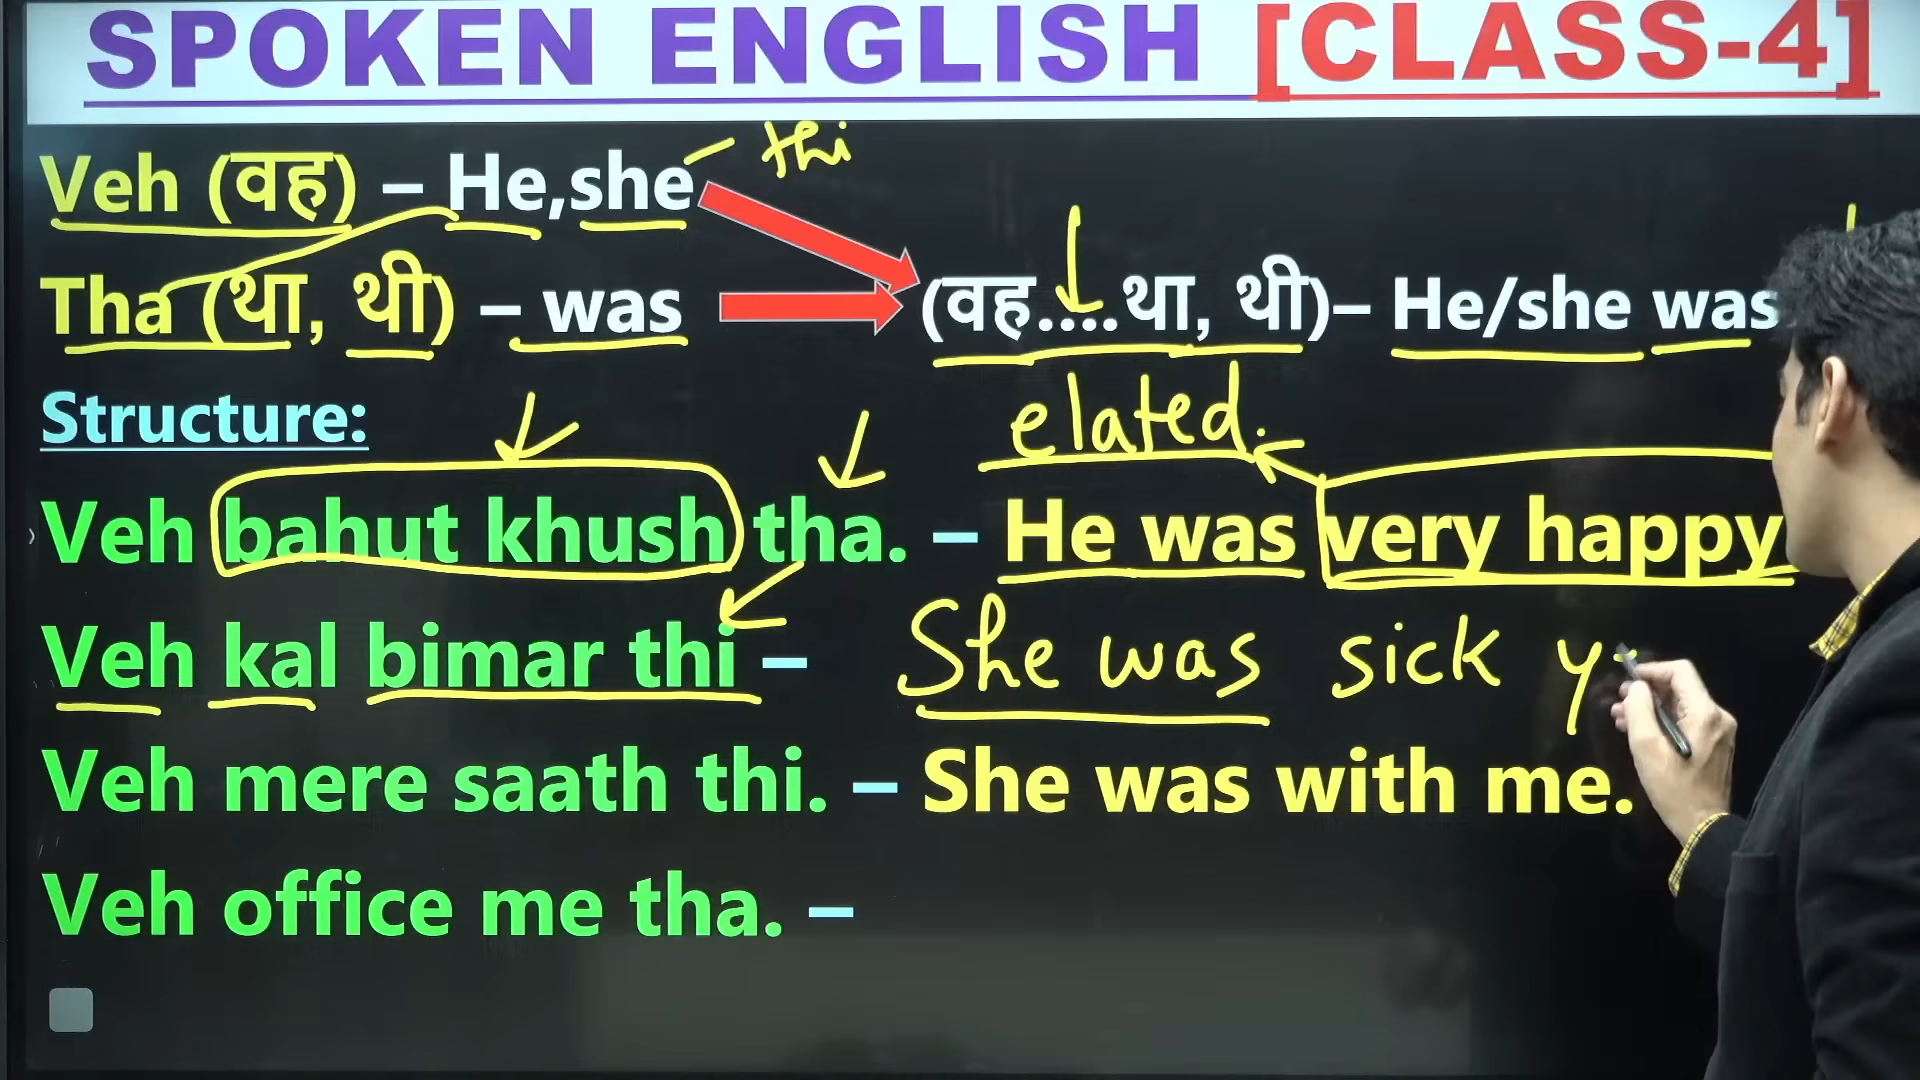 SPOKEN ENGLISH [CLASS-4]
Veh (वह) – He,she thi
Tha (था, थी) – was (वह....था, थी)– He/she was
Structure:
elated.
Veh bahut khush tha. – He was very happy
Veh kal bimar thi – She was sick y
Veh mere saath thi. – She was with me.
Veh office me tha. –